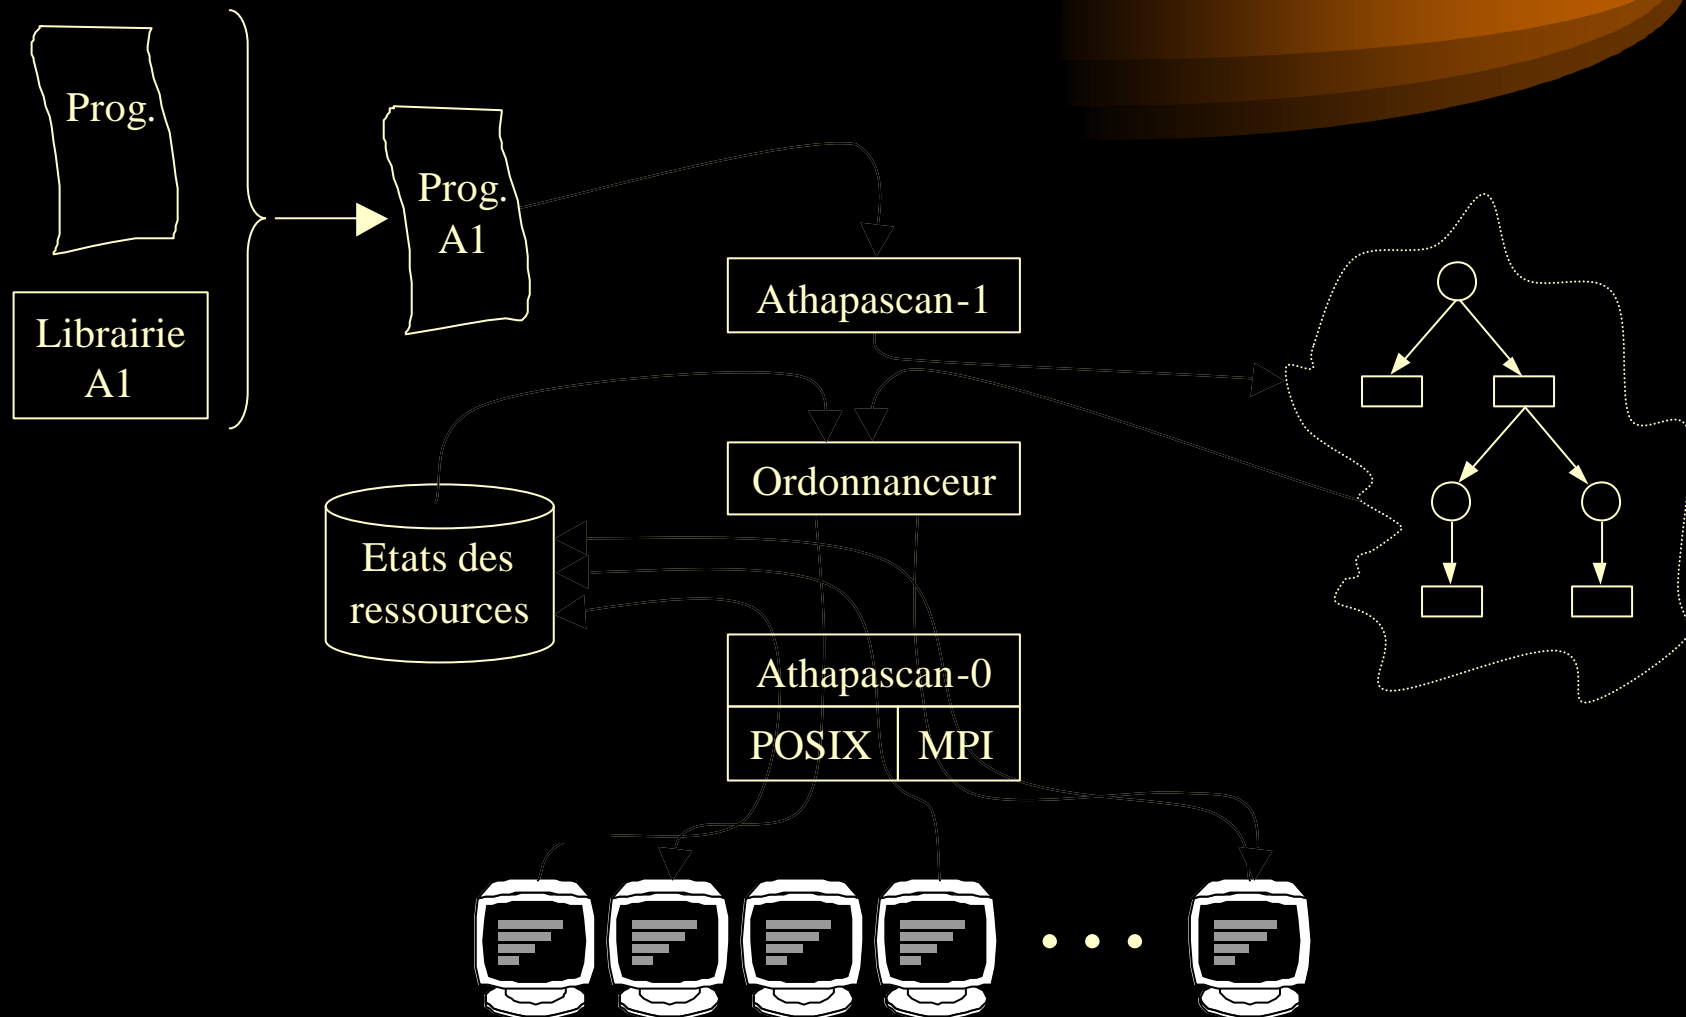 Prog.
Librairie
A1
Prog.
A1
Athapascan-1
Ordonnanceur
Etats des
ressources
Athapascan-0
POSIX MPI